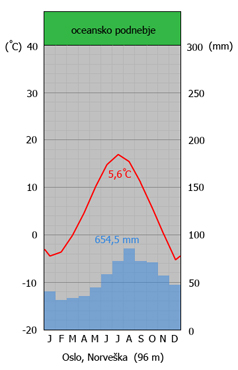 oceansko podnebje
(°C) 40 300 (mm)
30 250
20 200
5,6°C
10 150
0 100
654,5 mm
-10 50
-20 0
J F M A M J J A S O N D
Oslo, Norveška (96 m)